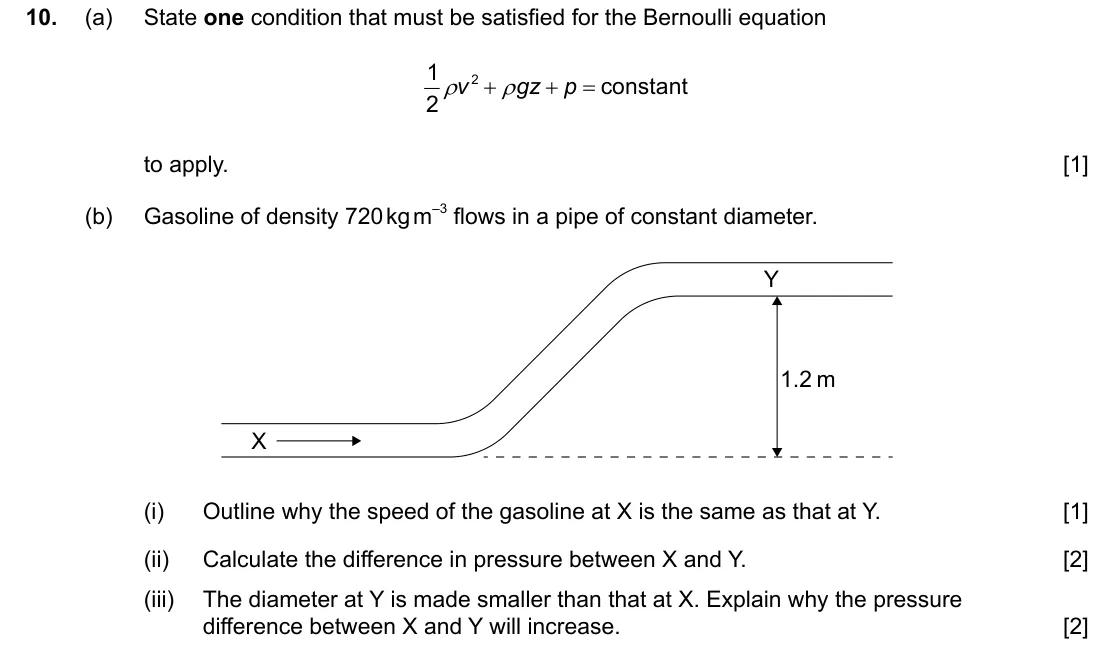 10. (a) State one condition that must be satisfied for the Bernoulli equation
1/2 ρv² + ρgz + p = constant
to apply. [1]
(b) Gasoline of density 720 kg m⁻³ flows in a pipe of constant diameter.
Y
1.2 m
X
(i) Outline why the speed of the gasoline at X is the same as that at Y. [1]
(ii) Calculate the difference in pressure between X and Y. [2]
(iii) The diameter at Y is made smaller than that at X. Explain why the pressure
difference between X and Y will increase. [2]